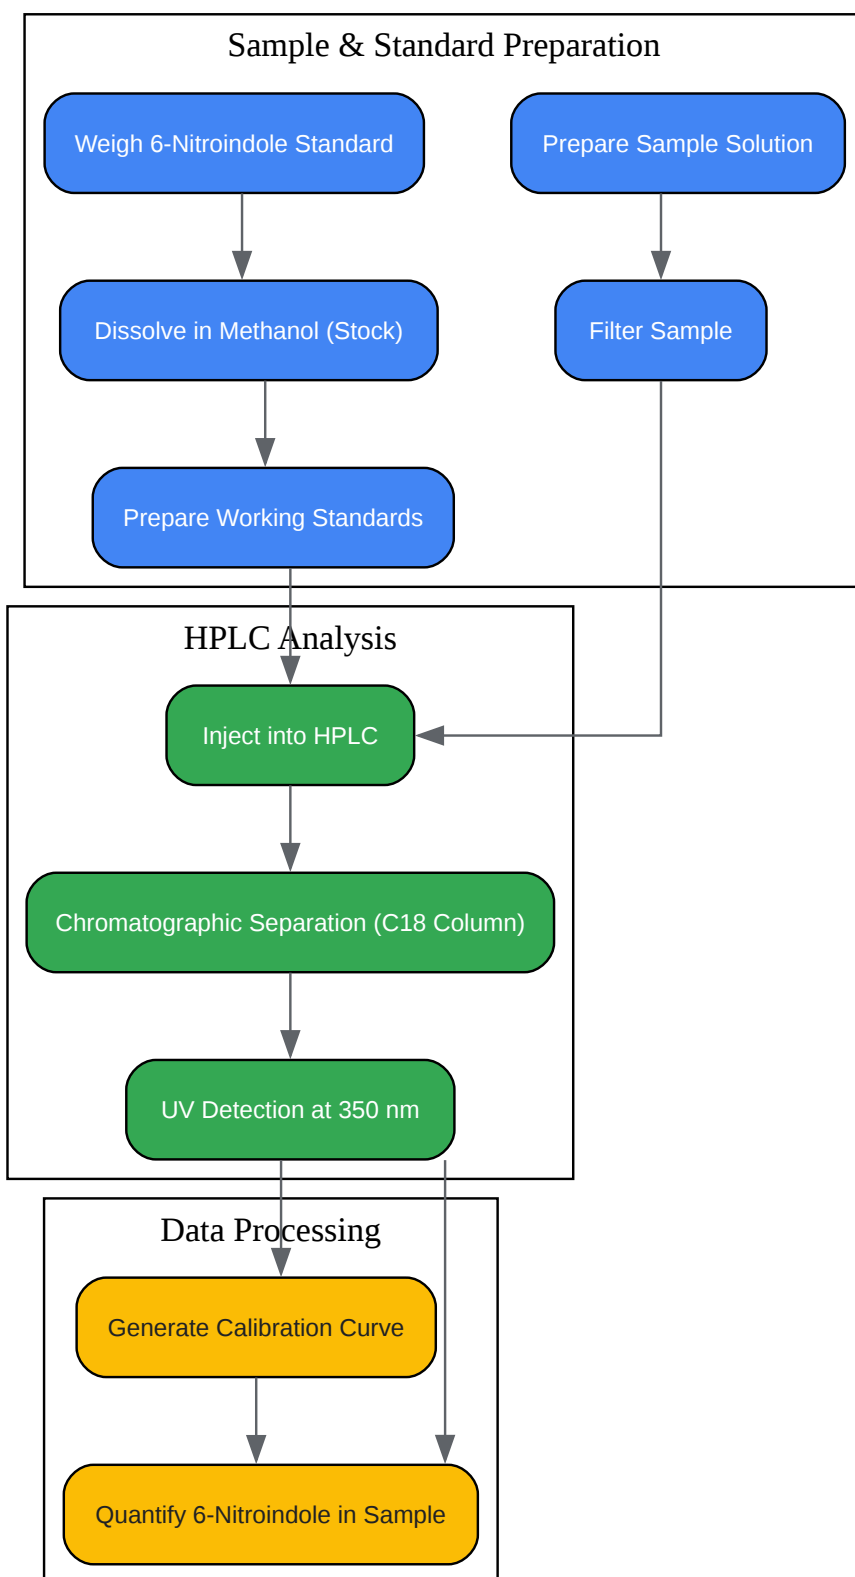 Sample & Standard Preparation
Weigh 6-Nitroindole Standard
Prepare Sample Solution
Dissolve in Methanol (Stock)
Filter Sample
Prepare Working Standards
HPLC Analysis
Inject into HPLC
Chromatographic Separation (C18 Column)
UV Detection at 350 nm
Data Processing
Generate Calibration Curve
Quantify 6-Nitroindole in Sample